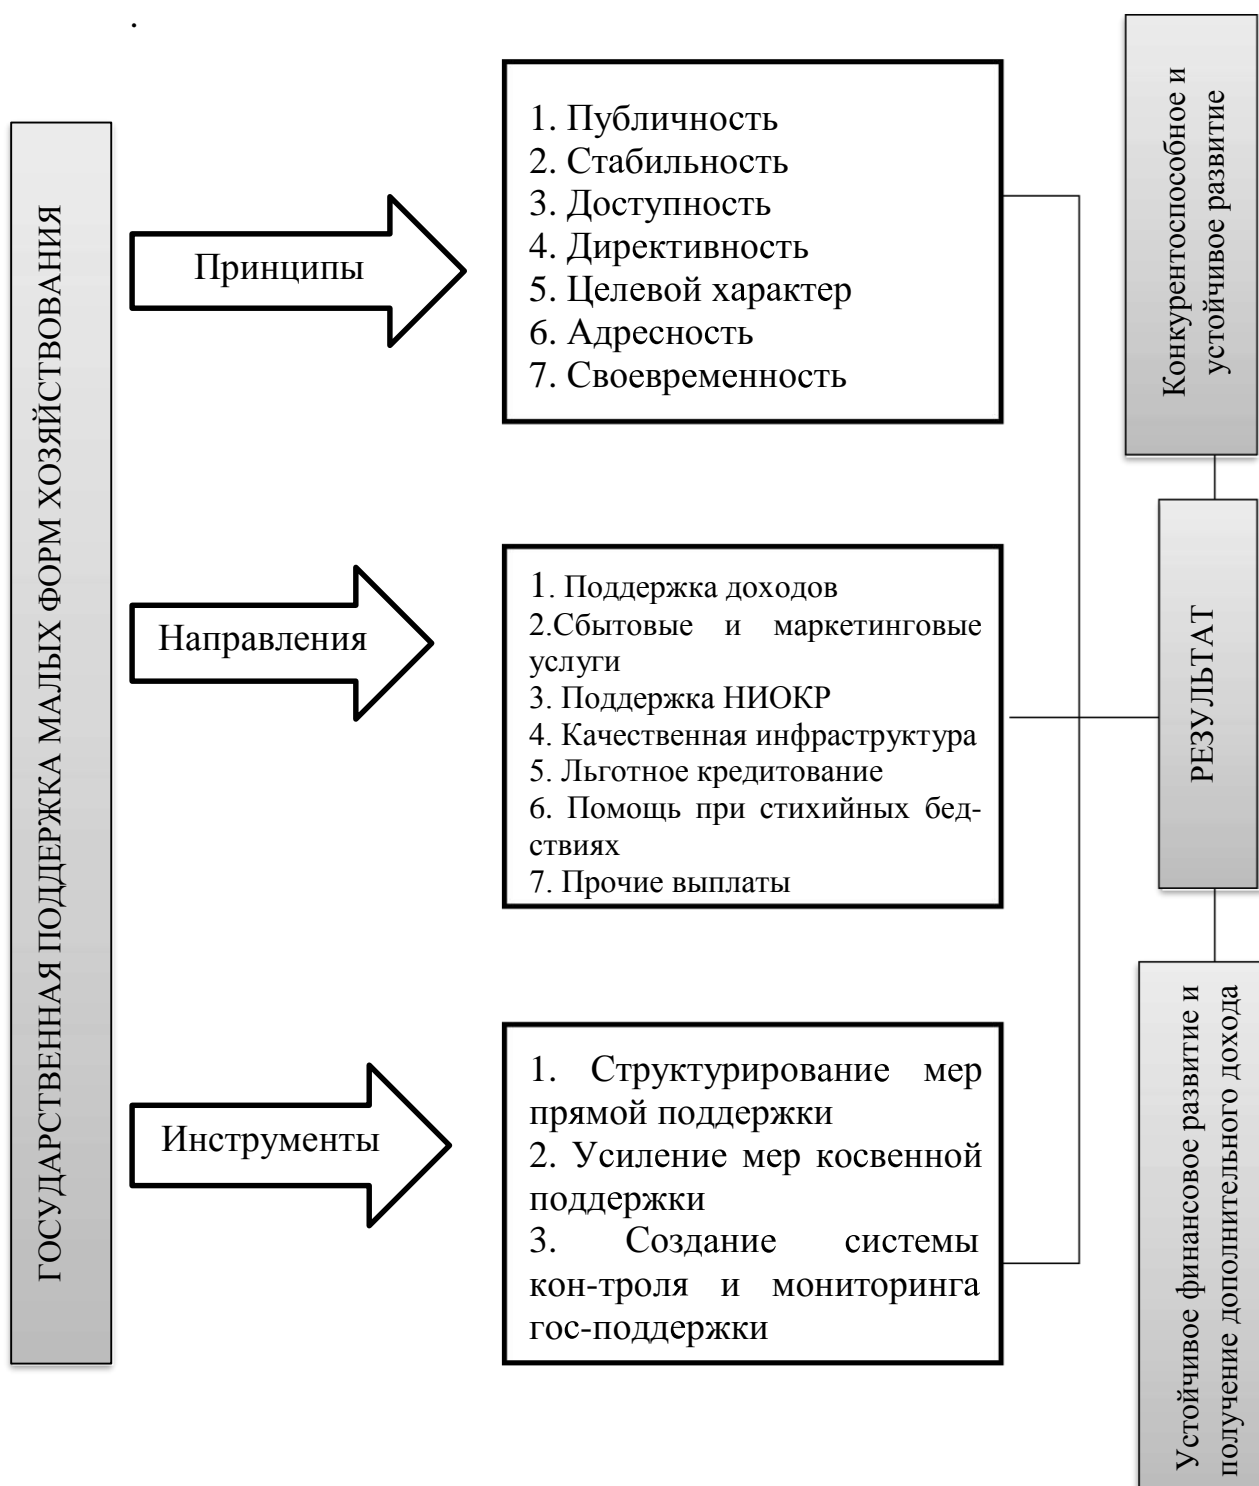 .
ГОСУДАРСТВЕННАЯ ПОДДЕРЖКА МАЛЫХ ФОРМ ХОЗЯЙСТВОВАНИЯ
Принципы
1. Публичность
2. Стабильность
3. Доступность
4. Директивность
5. Целевой характер
6. Адресность
7. Своевременность
Направления
1. Поддержка доходов
2.Сбытовые и маркетинговые
услуги
3. Поддержка НИОКР
4. Качественная инфраструктура
5. Льготное кредитование
6. Помощь при стихийных бед-
ствиях
7. Прочие выплаты
Инструменты
1. Структурирование мер
прямой поддержки
2. Усиление мер косвенной
поддержки
3. Создание системы
кон-троля и мониторинга
гос-поддержки
Конкурентоспособное и
устойчивое развитие
РЕЗУЛЬТАТ
Устойчивое финансовое развитие и
получение дополнительного дохода